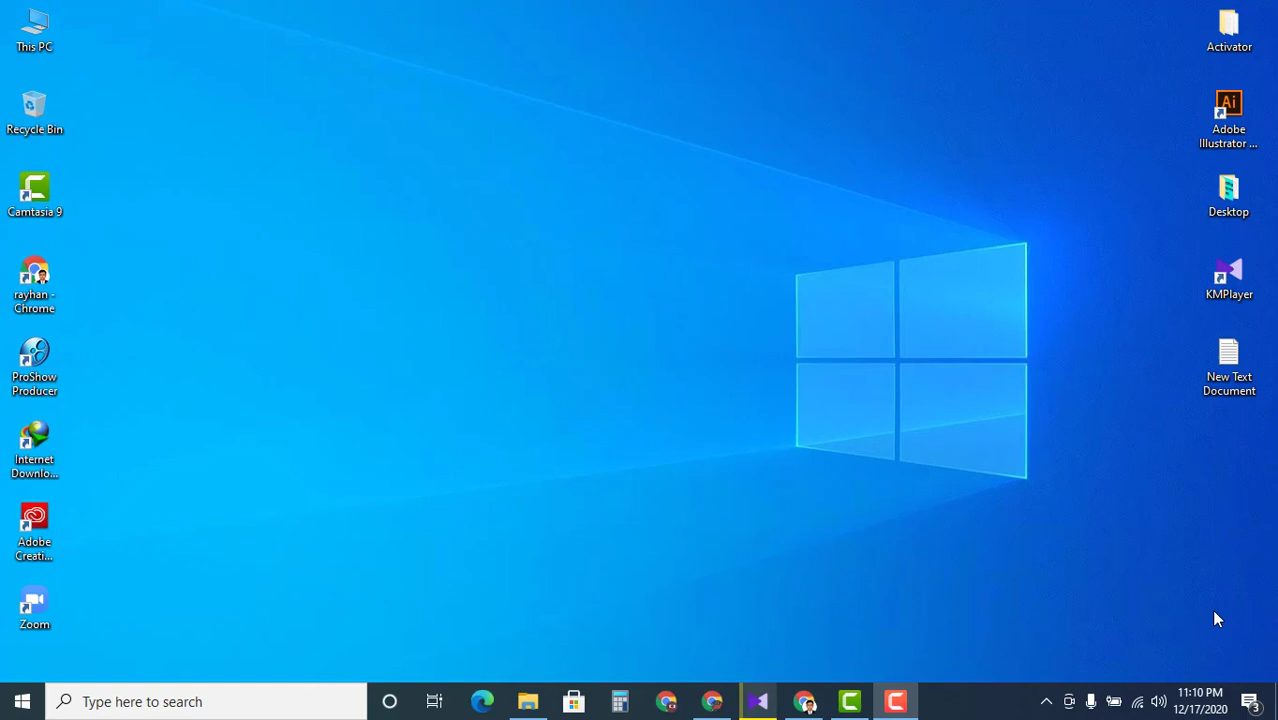 This PC
Recycle Bin
Camtasia 9
rayhan -
Chrome
ProShow
Producer
Internet
Downlo...
Adobe
Creati...
Zoom
Activator
Ai
Adobe
Illustrator ...
Desktop
KMPlayer
New Text
Document
Type here to search
11:10 PM
12/17/2020
3